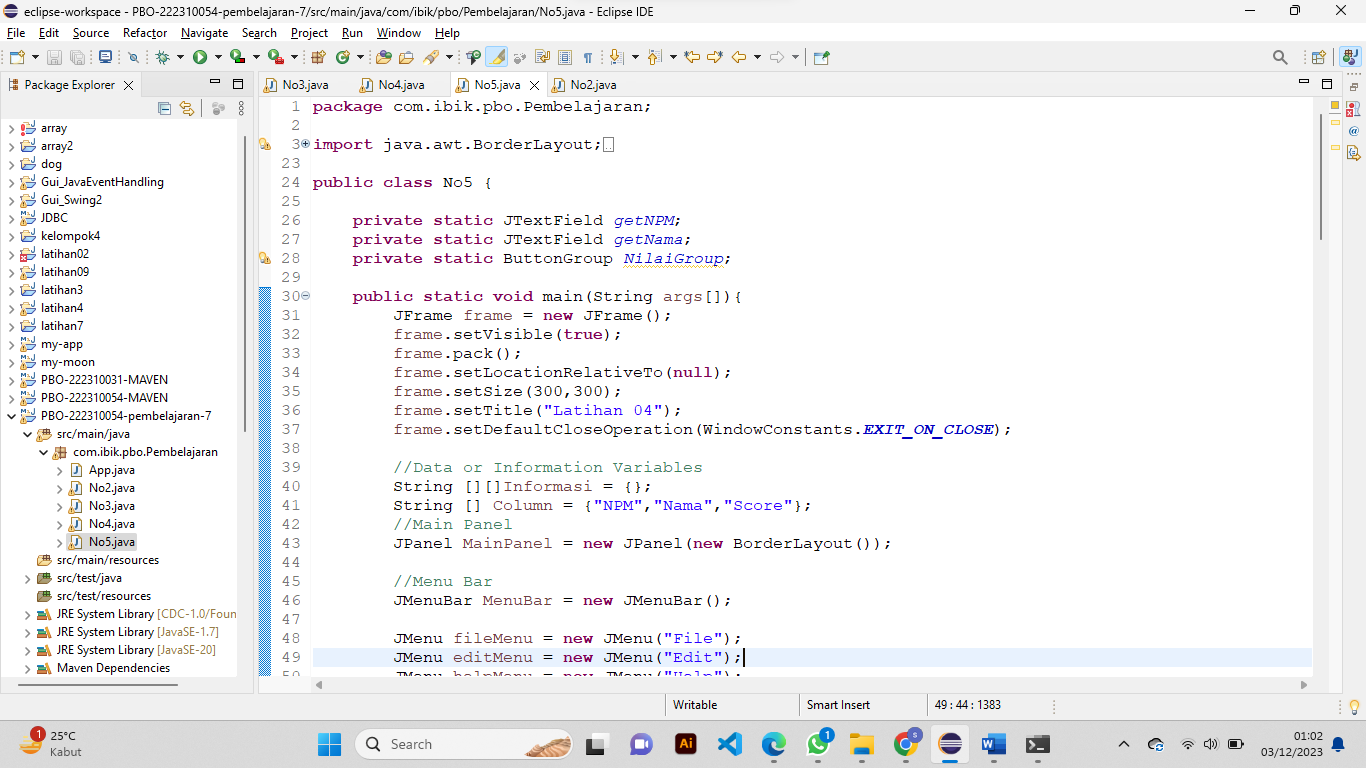 eclipse-workspace - PBO-222310054-pembelajaran-7/src/main/java/com/ibik/pbo/Pembelajaran/No5.java - Eclipse IDE
File Edit Source Refactor Navigate Search Project Run Window Help
Package Explorer
array
array2
dog
Gui_JavaEventHandling
Gui_Swing2
JDBC
kelompok4
latihan02
latihan09
latihan3
latihan4
latihan7
my-app
my-moon
PBO-222310031-MAVEN
PBO-222310054-MAVEN
PBO-222310054-pembelajaran-7
src/main/java
com.ibik.pbo.Pembelajaran
App.java
No2.java
No3.java
No4.java
No5.java
src/main/resources
src/test/java
src/test/resources
JRE System Library [CDC-1.0/Foun
JRE System Library [JavaSE-1.7]
JRE System Library [JavaSE-20]
Maven Dependencies
No3.java No4.java No5.java No2.java
1 package com.ibik.pbo.Pembelajaran;
2
3 import java.awt.BorderLayout;
23
24 public class No5 {
25
26 private static JTextField getNPM;
27 private static JTextField getNama;
28 private static ButtonGroup NilaiGroup;
29
30 public static void main(String args[]){
31 JFrame frame = new JFrame();
32 frame.setVisible(true);
33 frame.pack();
34 frame.setLocationRelativeTo(null);
35 frame.setSize(300,300);
36 frame.setTitle("Latihan 04");
37 frame.setDefaultCloseOperation(WindowConstants.EXIT_ON_CLOSE);
38
39 //Data or Information Variables
40 String [][]Informasi = {};
41 String [] Column = {"NPM","Nama","Score"};
42 //Main Panel
43 JPanel MainPanel = new JPanel(new BorderLayout());
44
45 //Menu Bar
46 JMenuBar MenuBar = new JMenuBar();
47
48 JMenu fileMenu = new JMenu("File");
49 JMenu editMenu = new JMenu("Edit");
50 JMenu helpMenu = new JMenu("Help");
Writable Smart Insert 49 : 44 : 1383
1
25°C
Kabut
Search
1
S
01:02
03/12/2023